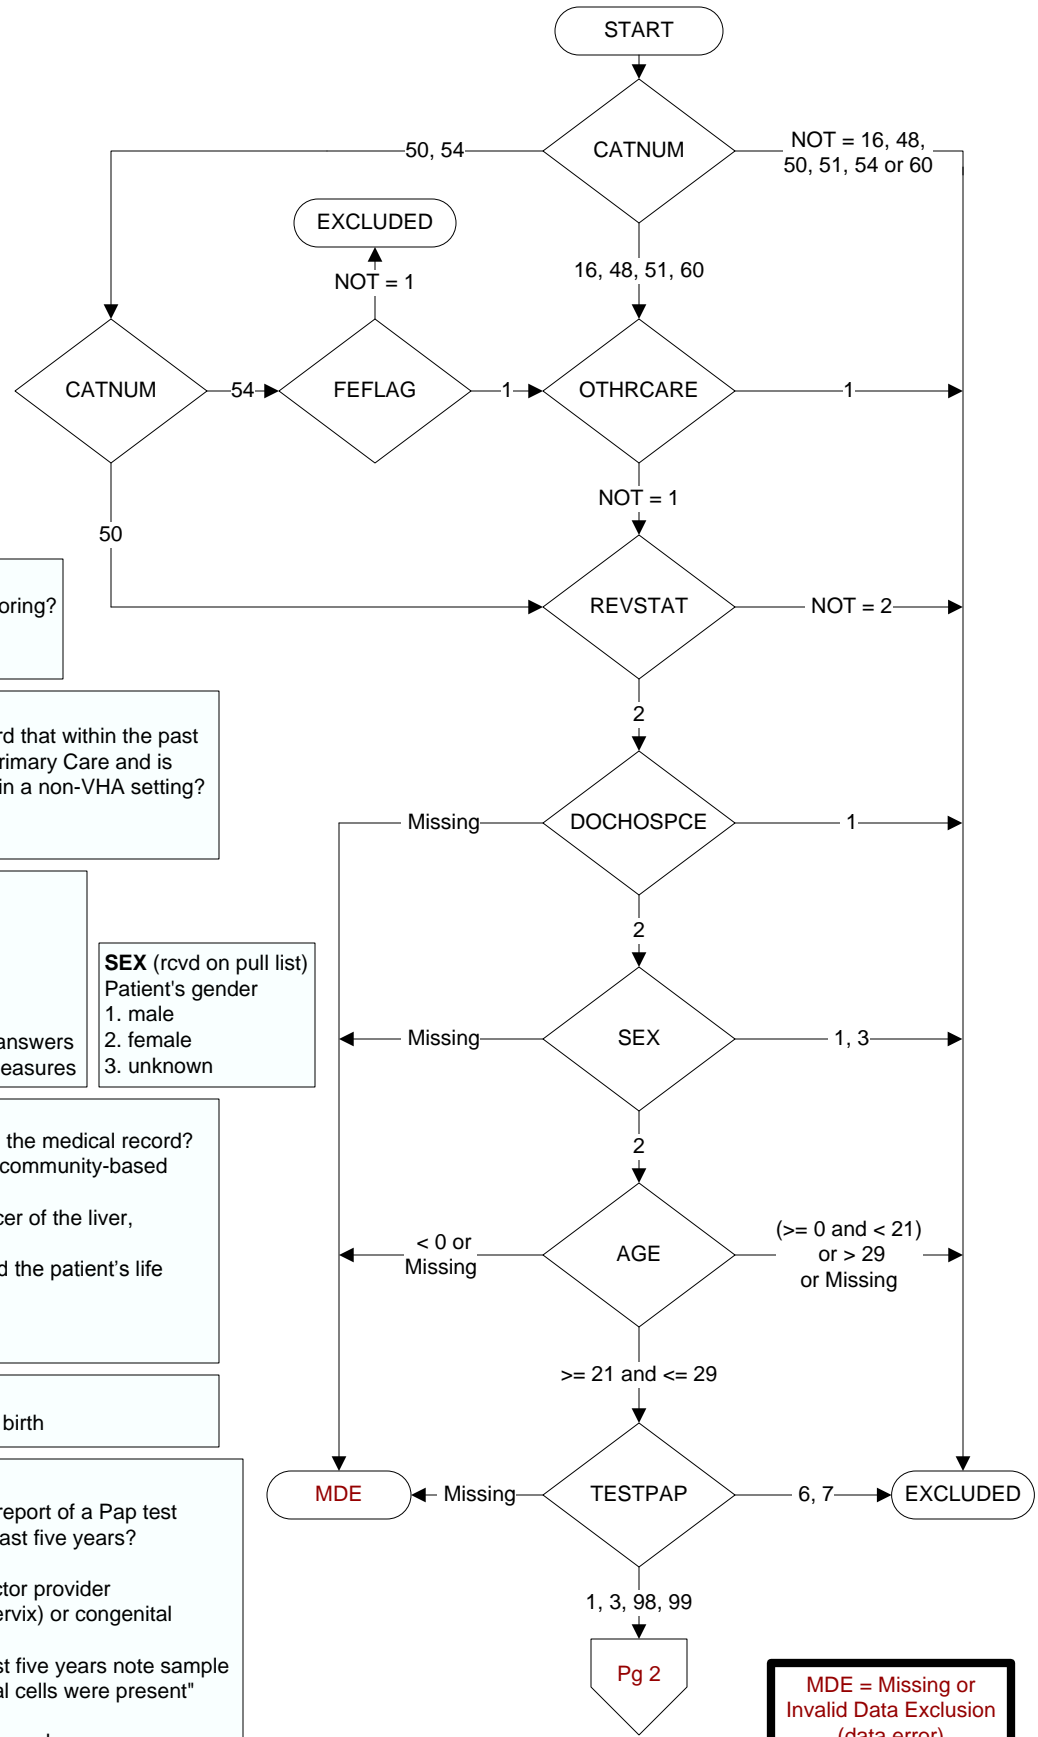 START
CATNUM
50, 54
NOT = 16, 48,
50, 51, 54 or 60
EXCLUDED
NOT = 1
16, 48, 51, 60
CATNUM
54
FEFLAG
1
OTHRCARE
1
NOT = 1
50
REVSTAT
NOT = 2
2
DOCHOSPCE
Missing
1
2
SEX
Missing
1, 3
2
AGE
< 0 or
Missing
(>= 0 and < 21)
or > 29
or Missing
>= 21 and <= 29
TESTPAP
Missing
MDE
6, 7
EXCLUDED
1, 3, 98, 99
Pg 2
MDE = Missing or
Invalid Data Exclusion
(data error)
oring?
rd that within the past
rimary Care and is
in a non-VHA setting?
answers
easures
SEX (rcvd on pull list)
Patient's gender
1. male
2. female
3. unknown
the medical record?
community-based
cer of the liver,
d the patient's life
birth
report of a Pap test
ast five years?
ctor provider
ervix) or congenital
st five years note sample
al cells were present"